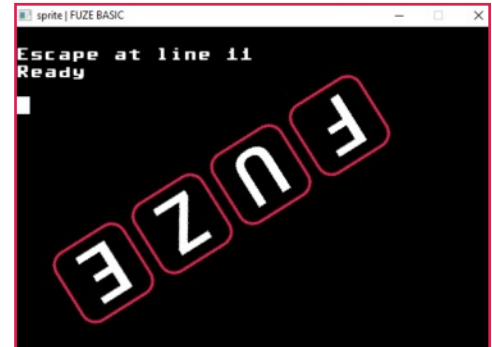 sprite | FUZE BASIC
Escape at line 11
Ready
FUZE